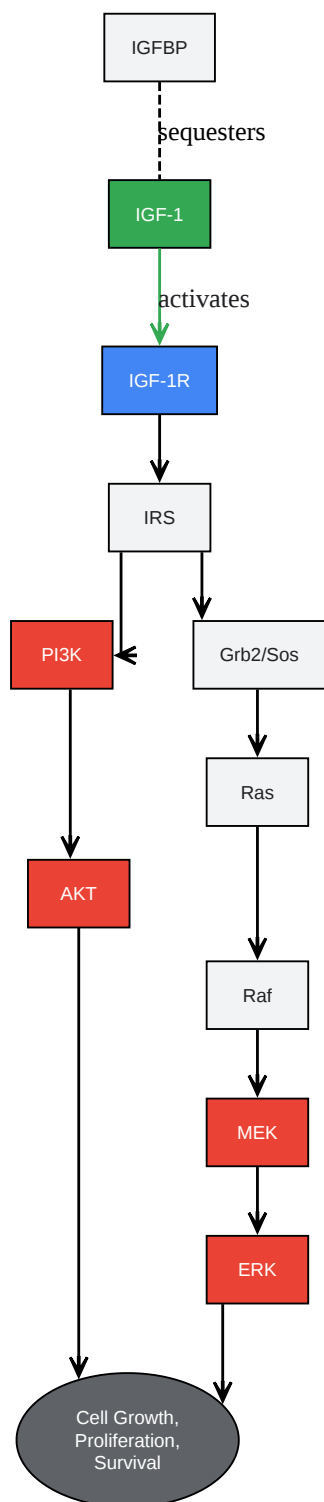 IGFBP
sequesters
IGF-1
activates
IGF-1R
IRS
PI3K
Grb2/Sos
Ras
AKT
Raf
MEK
ERK
Cell Growth,
Proliferation,
Survival